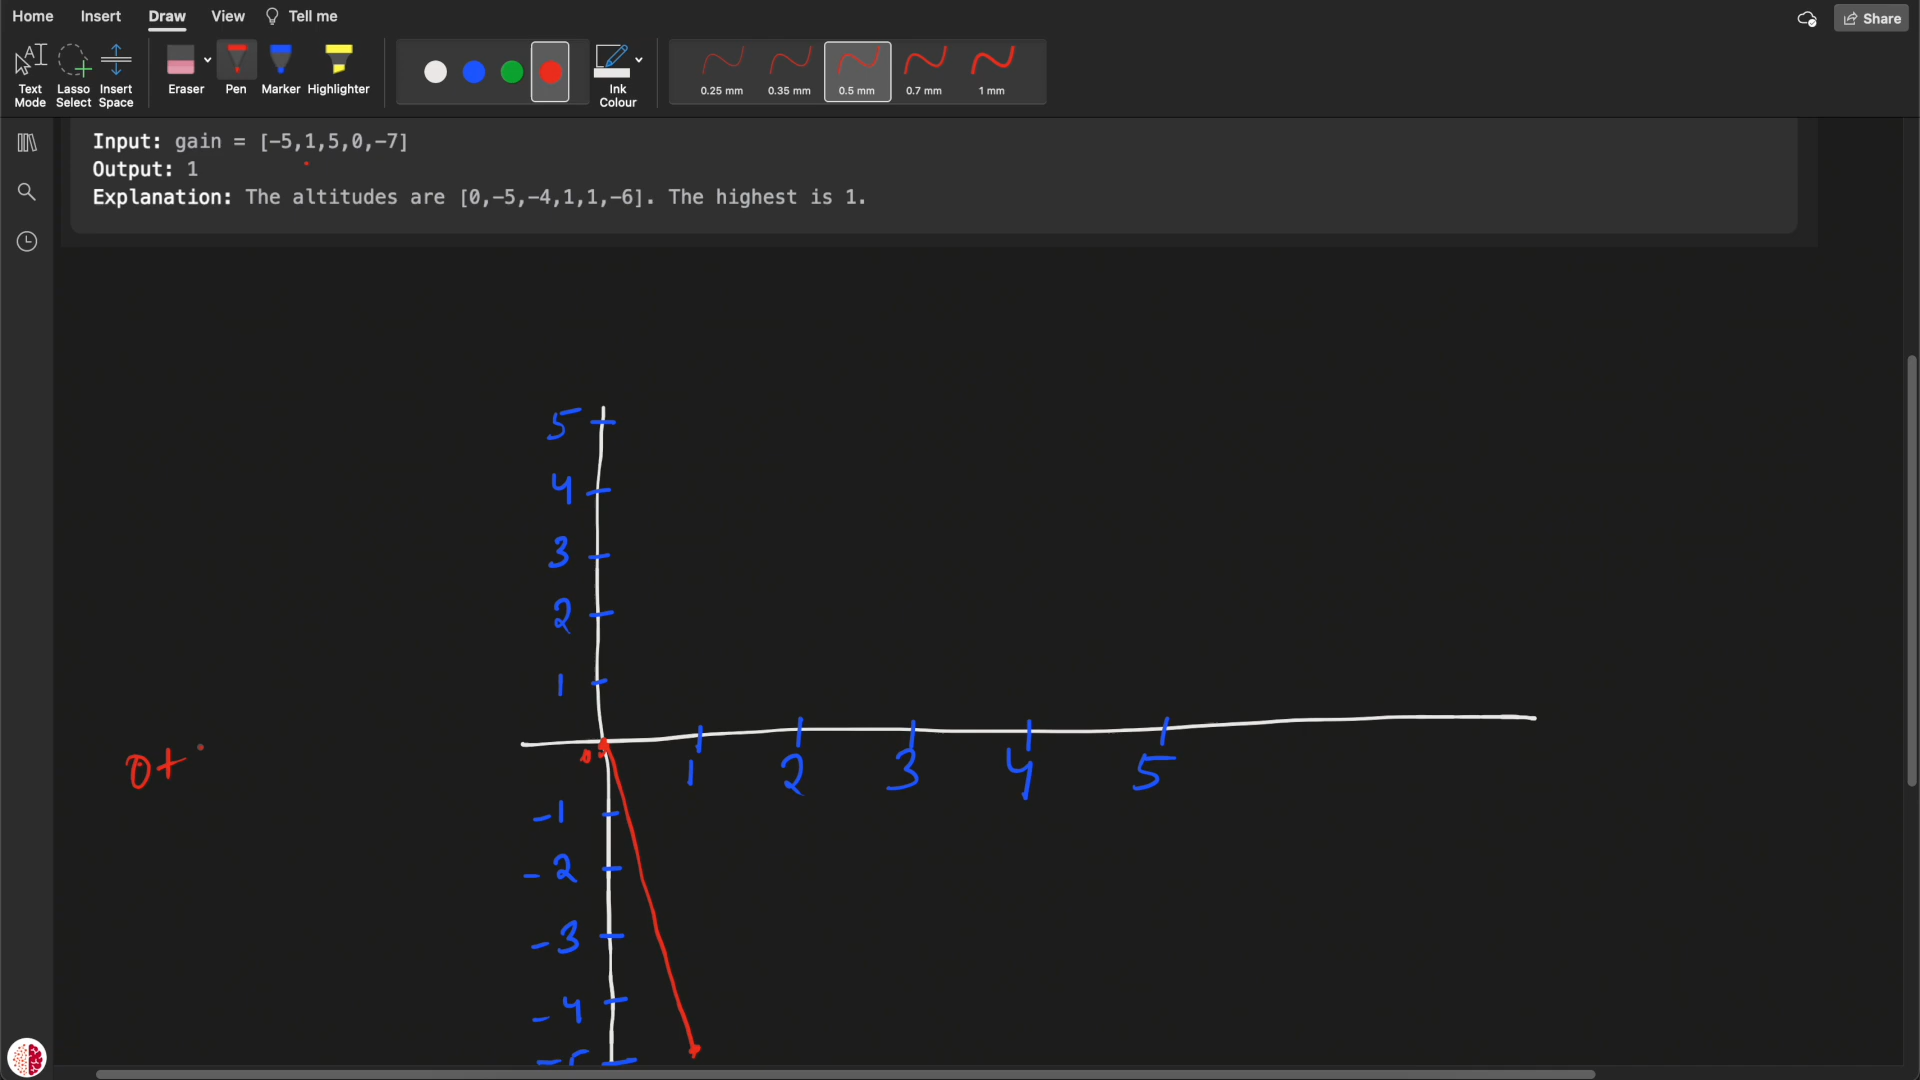 Home Insert Draw View Tell me
Share
Text Mode
Lasso Select
Insert Space
Eraser
Pen
Marker
Highlighter
Ink Colour
0.25 mm
0.35 mm
0.5 mm
0.7 mm
1 mm
Input: gain = [-5,1,5,0,-7]
Output: 1
Explanation: The altitudes are [0,-5,-4,1,1,-6]. The highest is 1.
5
4
3
2
1
0+
0
1 2 3 4 5
-1
-2
-3
-4
-5